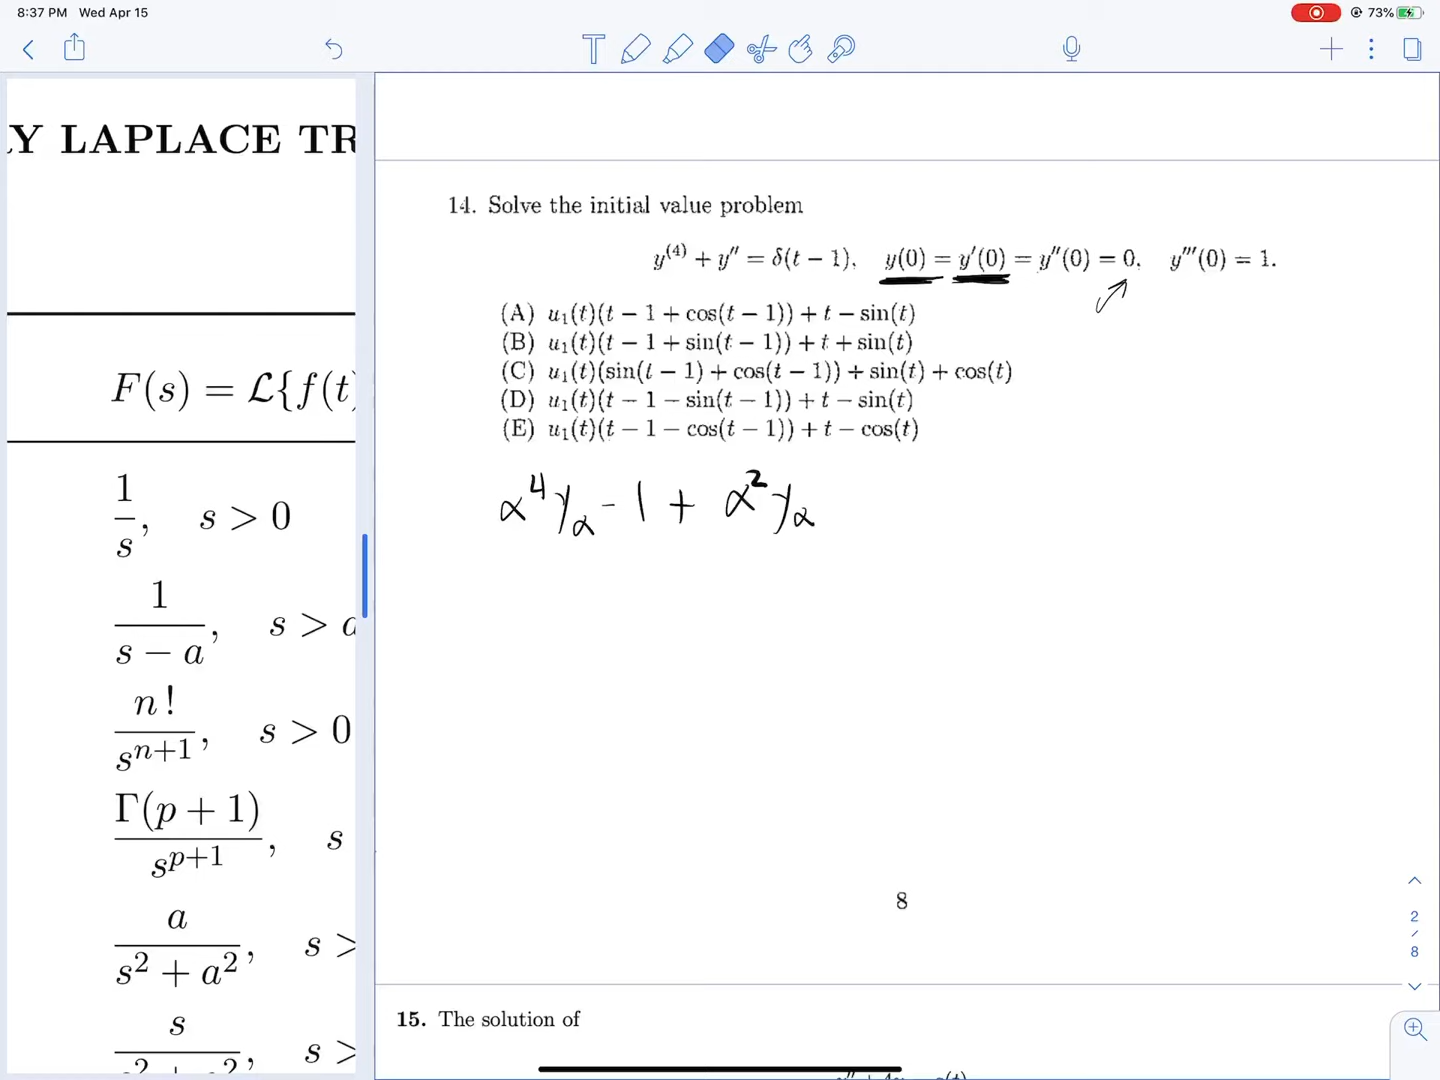 8:37 PM Wed Apr 15
73%
Y LAPLACE TR
F(s) = ℒ{f(t)
1/s, s > 0
1/(s − a), s > a
n!/s^{n+1}, s > 0
Γ(p + 1)/s^{p+1}, s
a/(s² + a²), s >
s
s >
14. Solve the initial value problem
y⁽⁴⁾ + y″ = δ(t − 1), y(0) = y′(0) = y″(0) = 0, y‴(0) = 1.
(A) u₁(t)(t − 1 + cos(t − 1)) + t − sin(t)
(B) u₁(t)(t − 1 + sin(t − 1)) + t + sin(t)
(C) u₁(t)(sin(t − 1) + cos(t − 1)) + sin(t) + cos(t)
(D) u₁(t)(t − 1 − sin(t − 1)) + t − sin(t)
(E) u₁(t)(t − 1 − cos(t − 1)) + t − cos(t)
α⁴y_α − 1 + α²y_α
8
2
/
8
15. The solution of